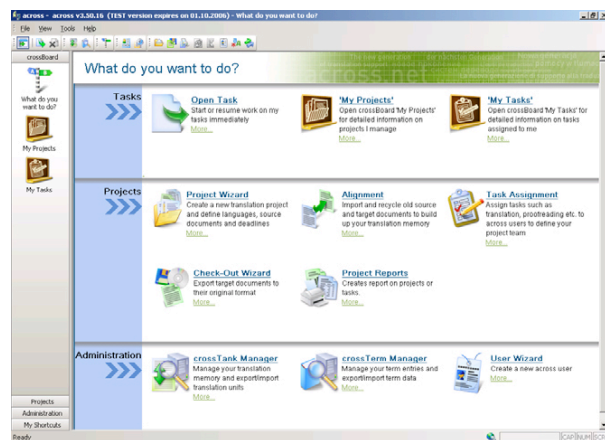 across - across v3.50.16 (TEST version expires on 01.10.2006) - What do you want to do?
File View Tools Help
crossBoard
What do you
want to do?
My Projects
My Tasks
Projects
Administration
My Shortcuts
Ready
What do you want to do?
across.net
Tasks
Open Task
Start or resume work on my
tasks immediately
More...
'My Projects'
Open crossBoard 'My Projects'
for detailed information on
projects I manage
More...
'My Tasks'
Open crossBoard 'My Tasks' for
detailed information on tasks
assigned to me
More...
Projects
Project Wizard
Create a new translation project
and define languages, source
documents and deadlines
More...
Alignment
Import and recycle old source
and target documents to build
up your translation memory
More...
Task Assignment
Assign tasks such as
translation, proofreading etc. to
across users to define your
project team
More...
Check-Out Wizard
Export target documents to
their original format
More...
Project Reports
Creates report on projects or
tasks.
More...
Administration
crossTank Manager
Manage your translation
memory and export/import
translation units
More...
crossTerm Manager
Manage your term entries and
export/import term data
More...
User Wizard
Create a new across user
More...
CAP NUM SCR